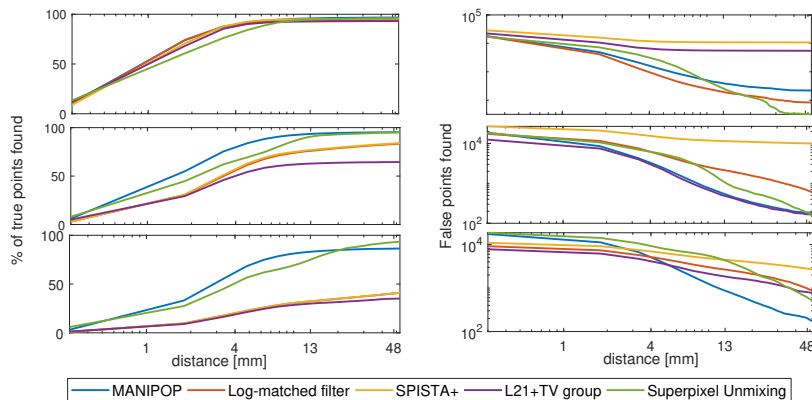 100
50
0
100
50
0
100
50
0
% of true points found
1 4 13 48
distance [mm]
10^5
10^4
10^2
10^4
10^2
False points found
1 4 13 48
distance [mm]
MANIPOP Log-matched filter SPISTA+ L21+TV group Superpixel Unmixing